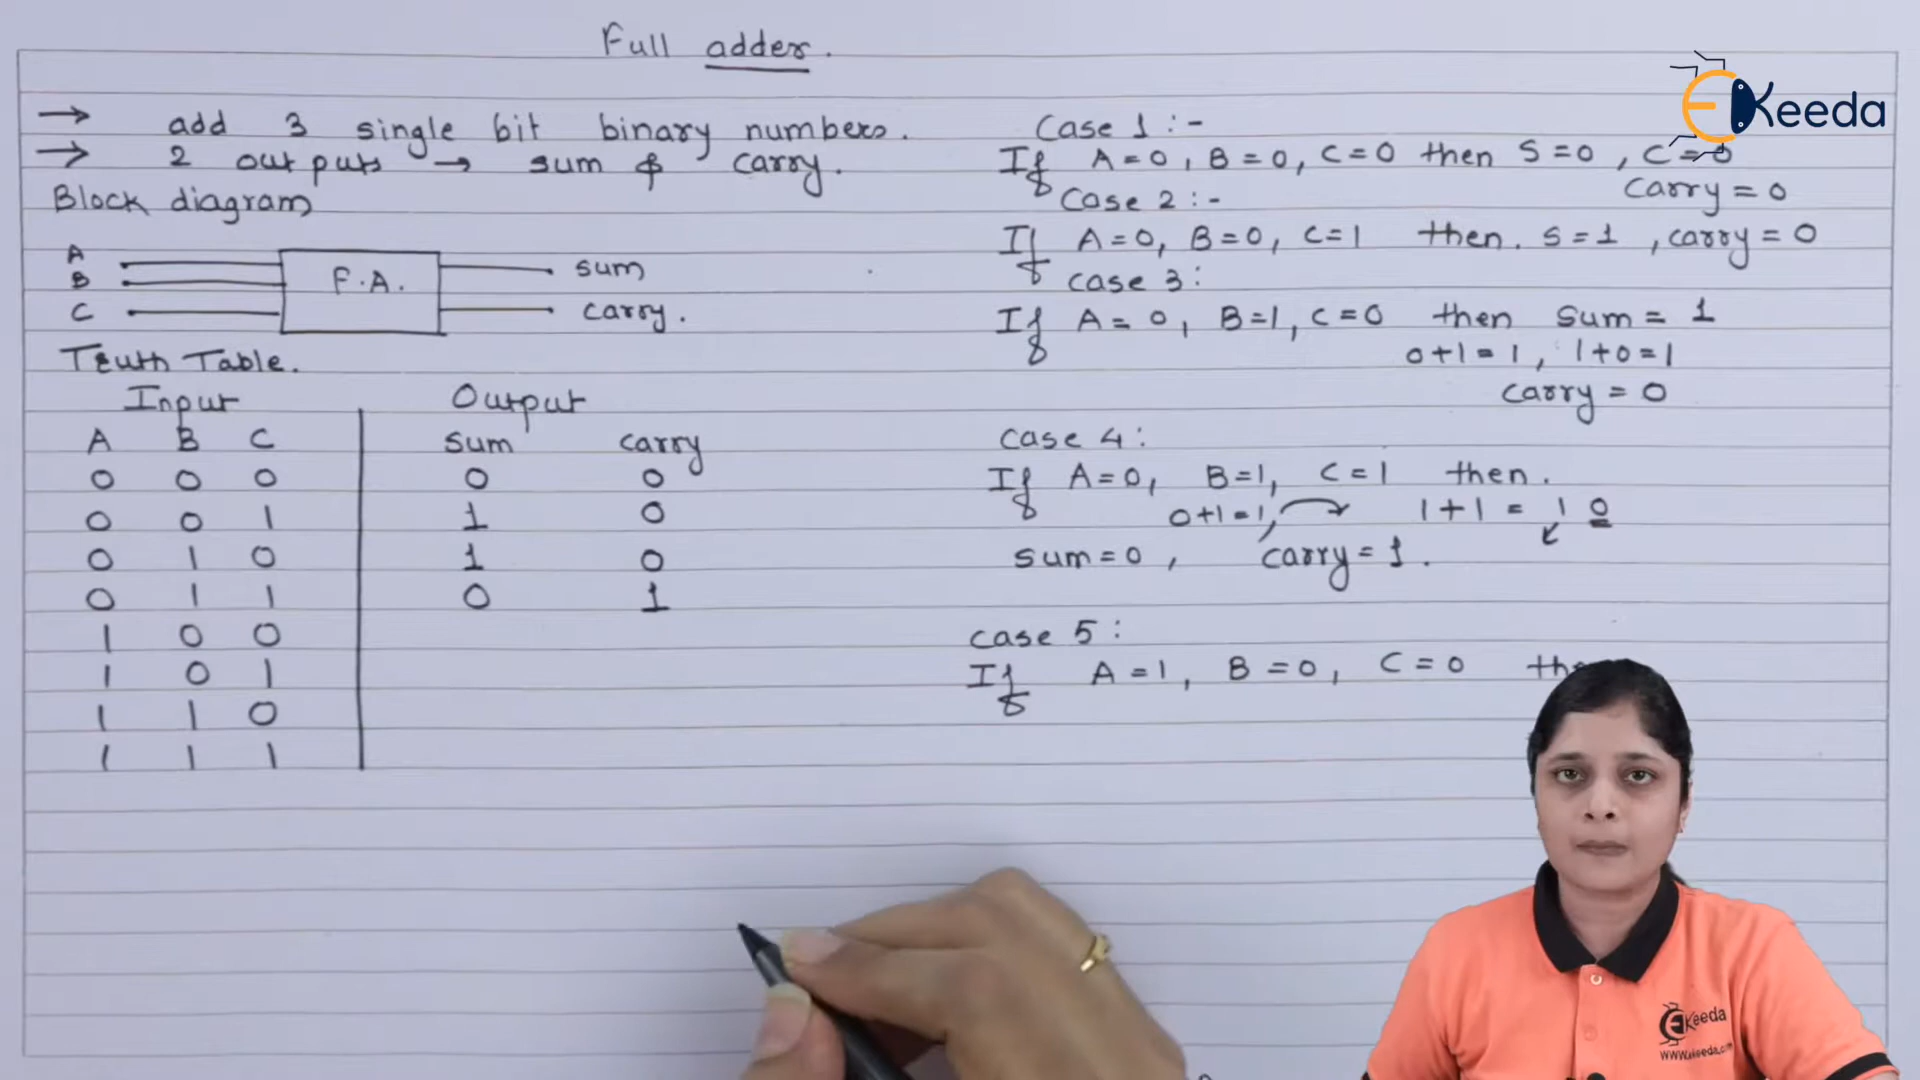 Full adder.
EKeeda
→ add 3 single bit binary numbers.
→ 2 outputs → sum & carry.
Block diagram
A
B
C
F.A.
sum
carry.
Truth Table.
Input Output
A B C sum carry
0 0 0 0 0
0 0 1 1 0
0 1 0 1 0
0 1 1 0 1
1 0 0
1 0 1
1 1 0
1 1 1
Case 1 :-
If A=0, B=0, C=0 then S=0, C=0
carry = 0
Case 2 :-
If A=0, B=0, C=1 then. S=1, carry=0
case 3 :
If A=0, B=1, C=0 then sum = 1
0+1=1, 1+0=1
carry = 0
case 4 :
If A=0, B=1, C=1 then.
0+1=1, 1+1 = 1 0
sum=0, carry=1.
case 5 :
If A=1, B=0, C=0
EKeeda
www.ekeeda.com